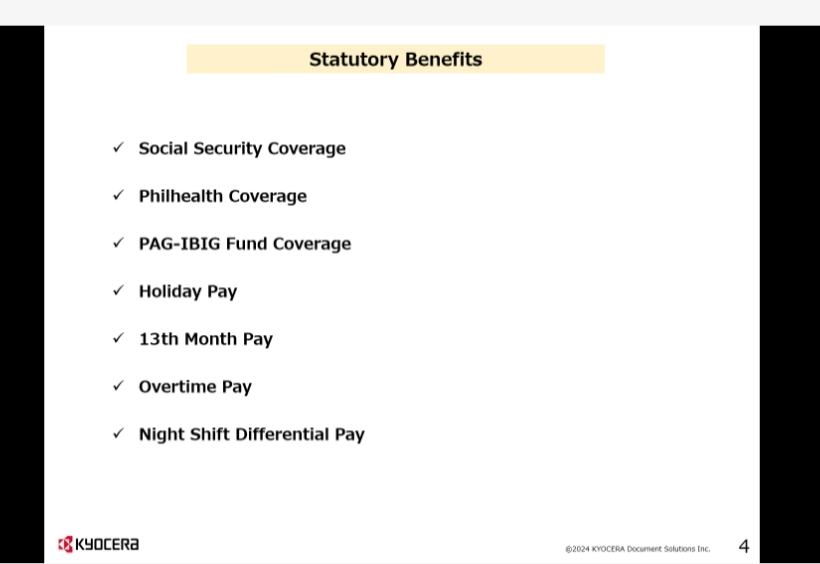 Statutory Benefits
✓ Social Security Coverage
✓ Philhealth Coverage
✓ PAG-IBIG Fund Coverage
✓ Holiday Pay
✓ 13th Month Pay
✓ Overtime Pay
✓ Night Shift Differential Pay
KYOCERA
©2024 KYOCERA Document Solutions Inc.
4